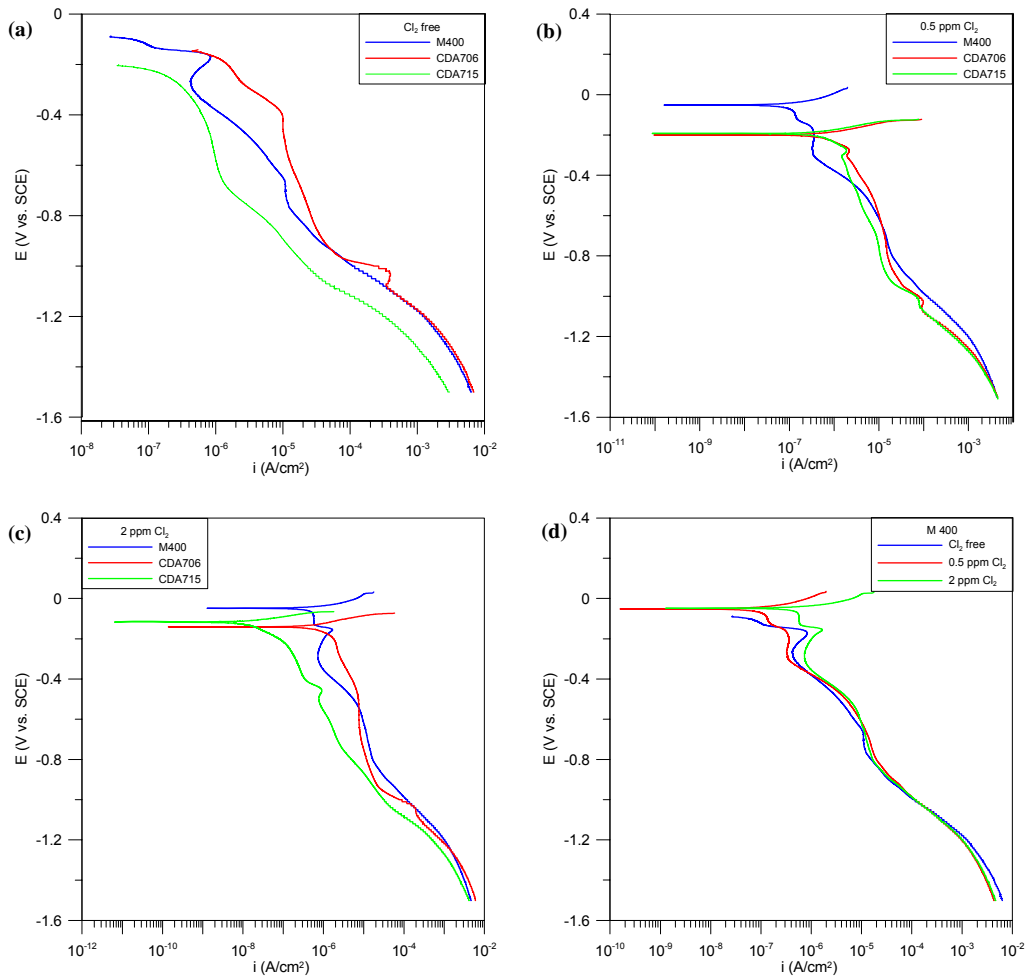 (a)
Cl₂ free
M400
CDA706
CDA715
E (V vs. SCE)
0
-0.4
-0.8
-1.2
-1.6
10⁻⁸ 10⁻⁷ 10⁻⁶ 10⁻⁵ 10⁻⁴ 10⁻³ 10⁻²
i (A/cm²)
(b)
0.5 ppm Cl₂
M400
CDA706
CDA715
E (V vs. SCE)
0.4
0
-0.4
-0.8
-1.2
-1.6
10⁻¹¹ 10⁻⁹ 10⁻⁷ 10⁻⁵ 10⁻³
i (A/cm²)
(c)
2 ppm Cl₂
M400
CDA706
CDA715
E (V vs. SCE)
0.4
0
-0.4
-0.8
-1.2
-1.6
10⁻¹² 10⁻¹⁰ 10⁻⁸ 10⁻⁶ 10⁻⁴ 10⁻²
i (A/cm²)
(d)
M 400
Cl₂ free
0.5 ppm Cl₂
2 ppm Cl₂
E (V vs. SCE)
0.4
0
-0.4
-0.8
-1.2
-1.6
10⁻¹⁰ 10⁻⁹ 10⁻⁸ 10⁻⁷ 10⁻⁶ 10⁻⁵ 10⁻⁴ 10⁻³ 10⁻²
i (A/cm²)